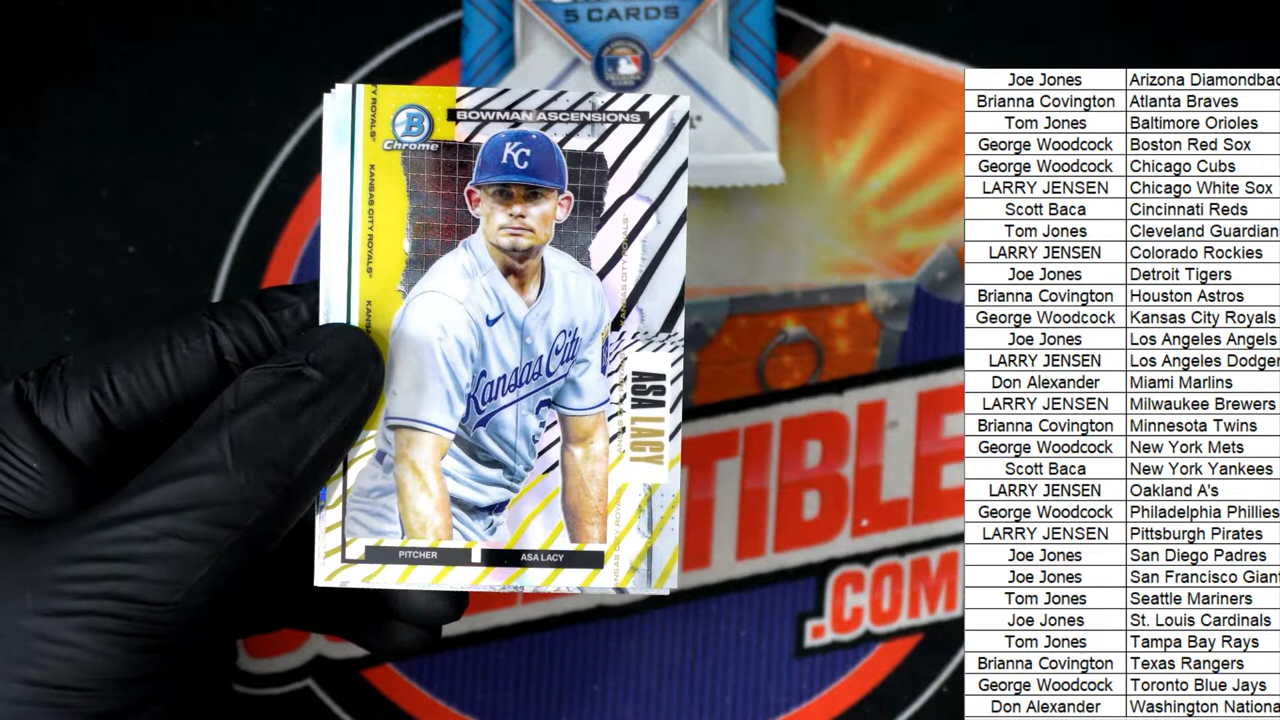 5 CARDS
B
Chrome
BOWMAN ASCENSIONS
KC
KANSAS CITY ROYALS
KANSAS CITY ROYALS
Kansas City
ASA LACY
PITCHER
ASA LACY
TIBLE
.COM
Joe Jones Arizona Diamondba
Brianna Covington Atlanta Braves
Tom Jones Baltimore Orioles
George Woodcock Boston Red Sox
George Woodcock Chicago Cubs
LARRY JENSEN Chicago White Sox
Scott Baca Cincinnati Reds
Tom Jones Cleveland Guardian
LARRY JENSEN Colorado Rockies
Joe Jones Detroit Tigers
Brianna Covington Houston Astros
George Woodcock Kansas City Royals
Joe Jones Los Angeles Angels
LARRY JENSEN Los Angeles Dodger
Don Alexander Miami Marlins
LARRY JENSEN Milwaukee Brewers
Brianna Covington Minnesota Twins
George Woodcock New York Mets
Scott Baca New York Yankees
LARRY JENSEN Oakland A's
George Woodcock Philadelphia Phillies
LARRY JENSEN Pittsburgh Pirates
Joe Jones San Diego Padres
Joe Jones San Francisco Giant
Tom Jones Seattle Mariners
Joe Jones St. Louis Cardinals
Tom Jones Tampa Bay Rays
Brianna Covington Texas Rangers
George Woodcock Toronto Blue Jays
Don Alexander Washington Nationa